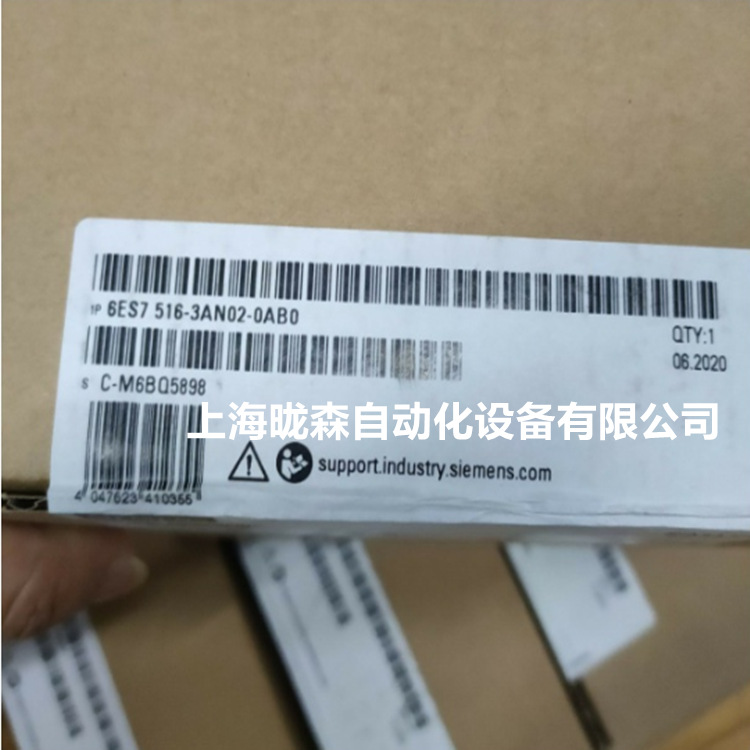 1P 6ES7 516-3AN02-0AB0
QTY:1
06.2020
S C-M6BQ5898
上海晄森自动化设备有限公司
support.industry.siemens.com
4 047623 410355